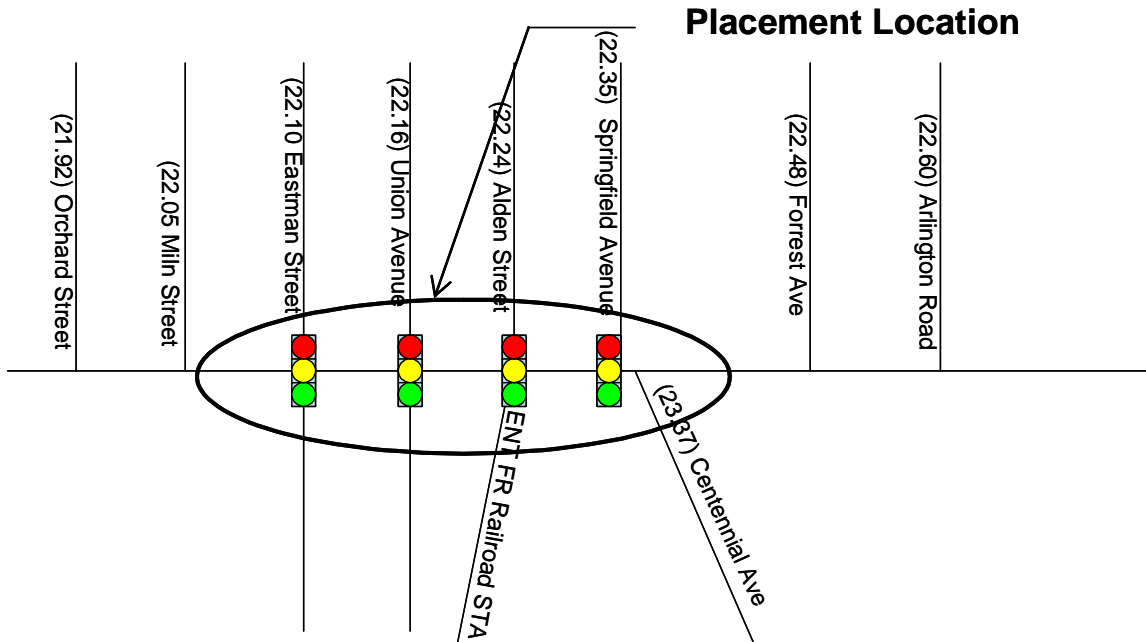 Placement Location
(21.92) Orchard Street
(22.05 Miln Street
(22.10 Eastman Street
(22.16) Union Avenue
(22.24) Alden Street
(22.35) Springfield Avenue
(22.48) Forrest Ave
(22.60) Arlington Road
ENT FR Railroad STA
(23.37) Centennial Ave